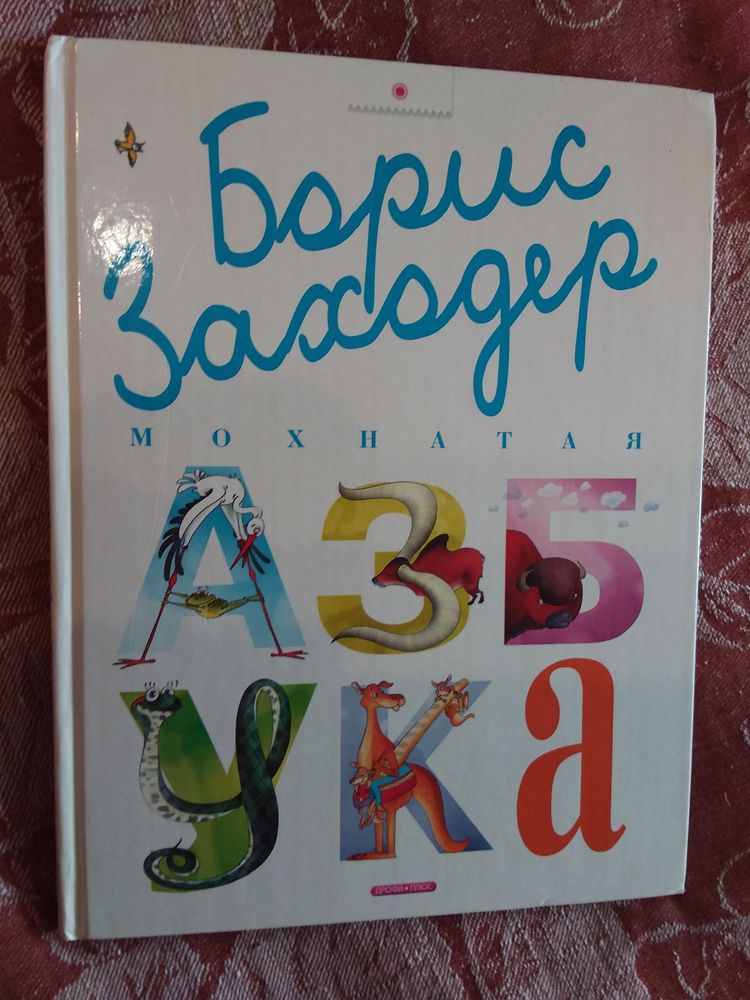 Борис
Заходер
МОХНАТАЯ
АЗБ
УКа
ДРОФА • ПЛЮС